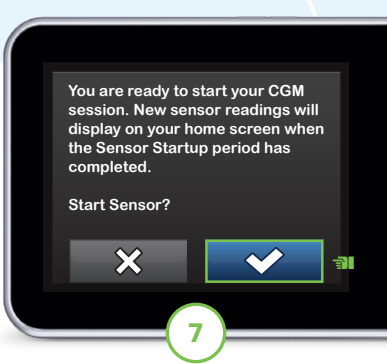 You are ready to start your CGM
session. New sensor readings will
display on your home screen when
the Sensor Startup period has
completed.
Start Sensor?
7